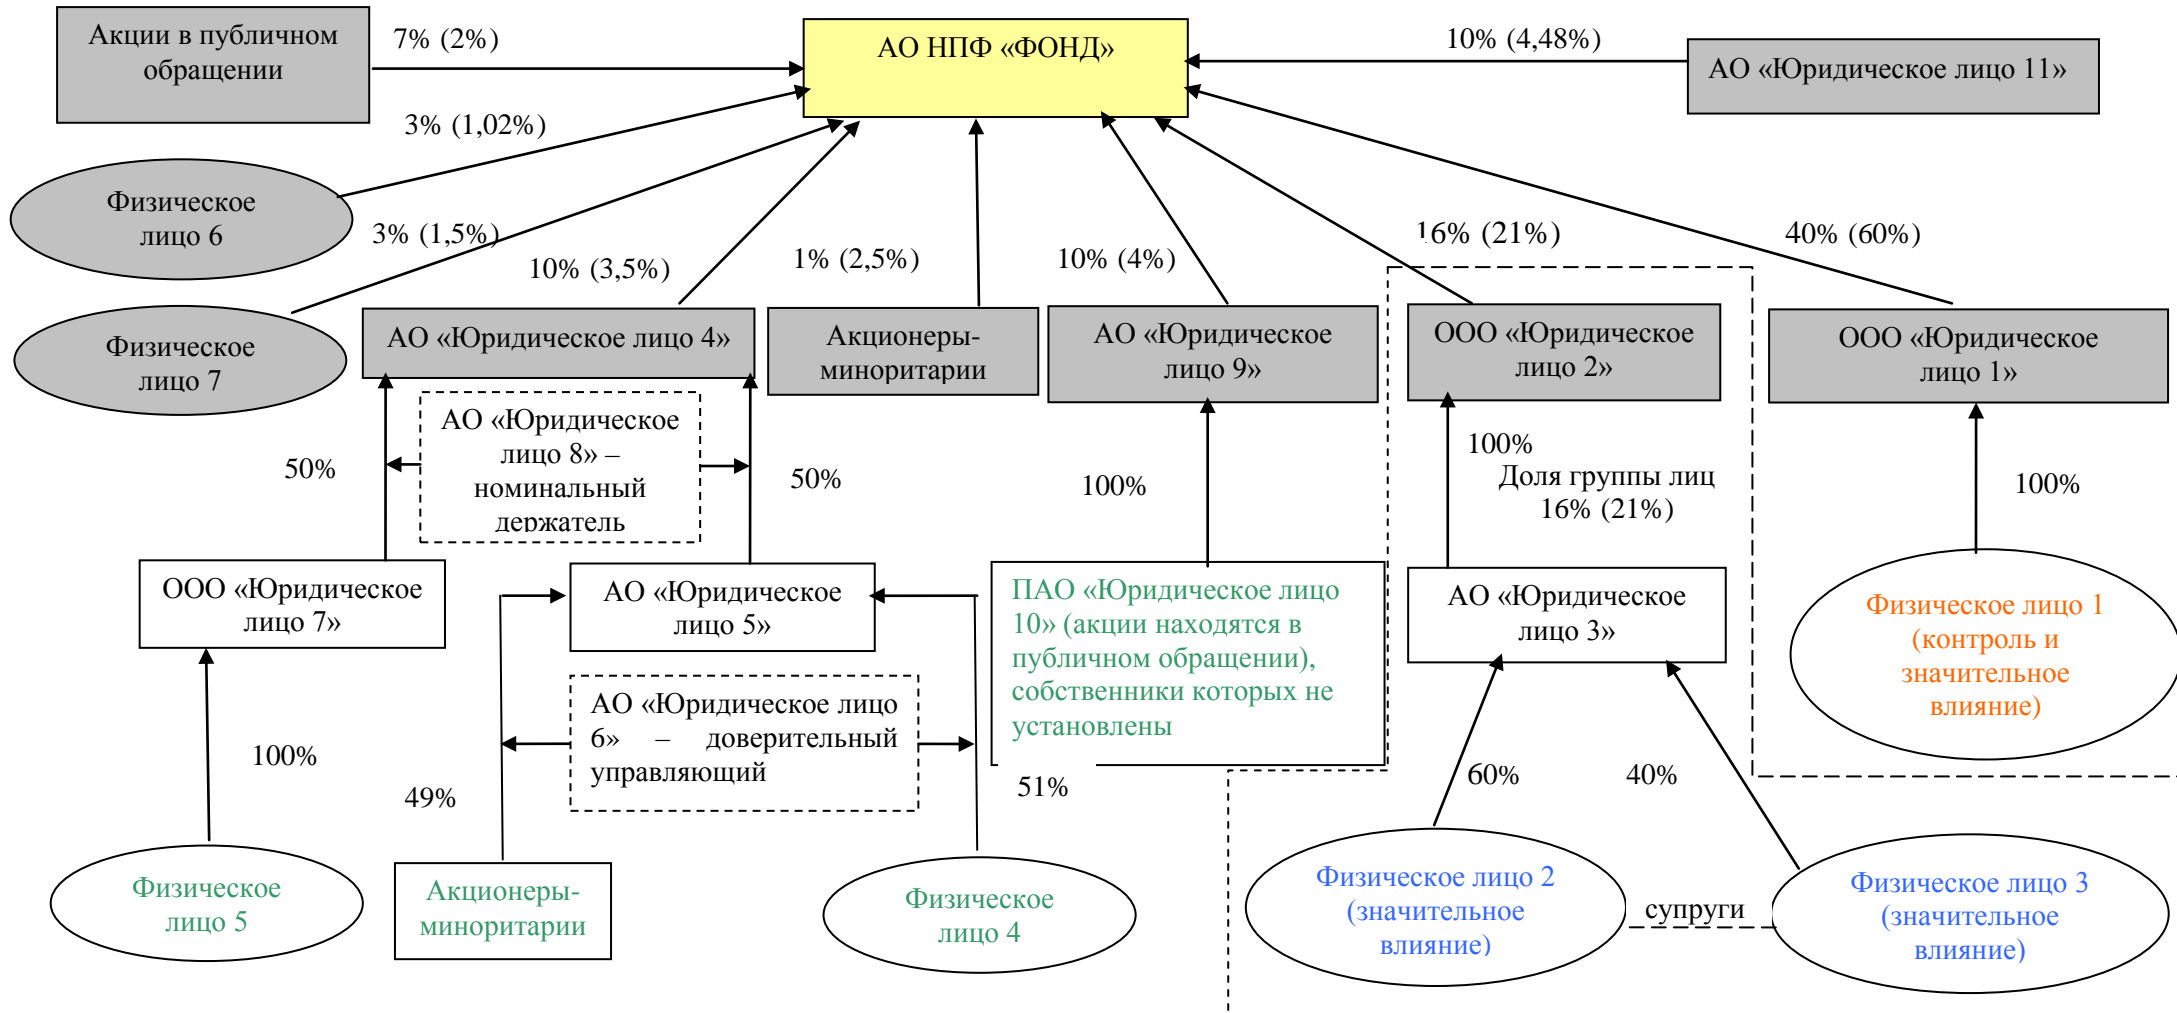 Акции в публичном
обращении
7% (2%)
АО НПФ «ФОНД»
10% (4,48%)
АО «Юридическое лицо 11»
3% (1,02%)
Физическое
лицо 6
3% (1,5%)
10% (3,5%)
1% (2,5%)
10% (4%)
16% (21%)
40% (60%)
Физическое
лицо 7
АО «Юридическое лицо 4»
Акционеры-
миноритарии
АО «Юридическое
лицо 9»
ООО «Юридическое
лицо 2»
ООО «Юридическое
лицо 1»
50%
АО «Юридическое
лицо 8» –
номинальный
держатель
50%
100%
100%
Доля группы лиц
16% (21%)
100%
ООО «Юридическое
лицо 7»
АО «Юридическое
лицо 5»
ПАО «Юридическое лицо
10» (акции находятся в
публичном обращении),
собственники которых не
установлены
АО «Юридическое
лицо 3»
Физическое лицо 1
(контроль и
значительное
влияние)
100%
49%
АО «Юридическое лицо
6» – доверительный
управляющий
51%
60%
40%
Физическое
лицо 5
Акционеры-
миноритарии
Физическое
лицо 4
Физическое лицо 2
(значительное
влияние)
супруги
Физическое лицо 3
(значительное
влияние)